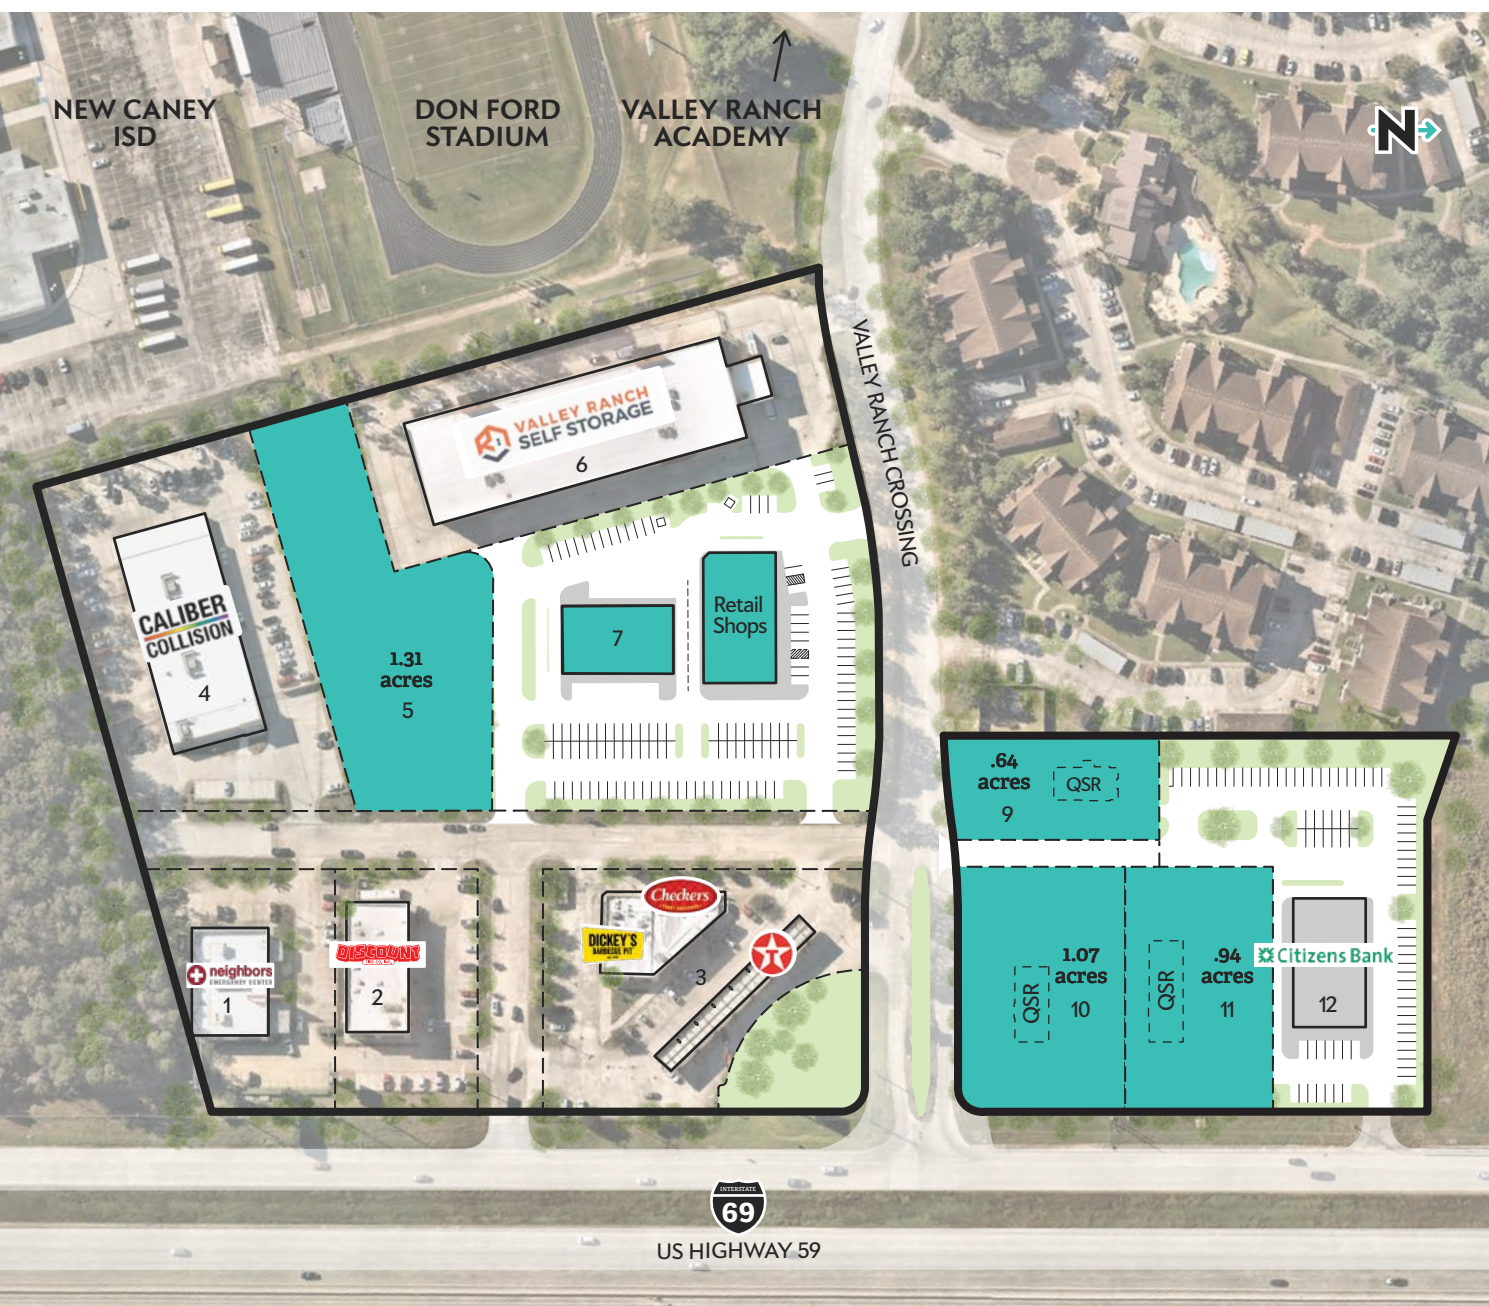 NEW CANEY
ISD
DON FORD
STADIUM
VALLEY RANCH
ACADEMY
N
VALLEY RANCH CROSSING
VALLEY RANCH
SELF STORAGE
6
CALIBER
COLLISION
4
1.31
acres
5
7
Retail
Shops
.64
acres
9
QSR
Checkers
DICKEY'S
BARBECUE PIT
3
neighbors
EMERGENCY CENTER
1
DISCOUNT
2
QSR
1.07
acres
10
QSR
.94
acres
11
Citizens Bank
12
INTERSTATE
69
US HIGHWAY 59